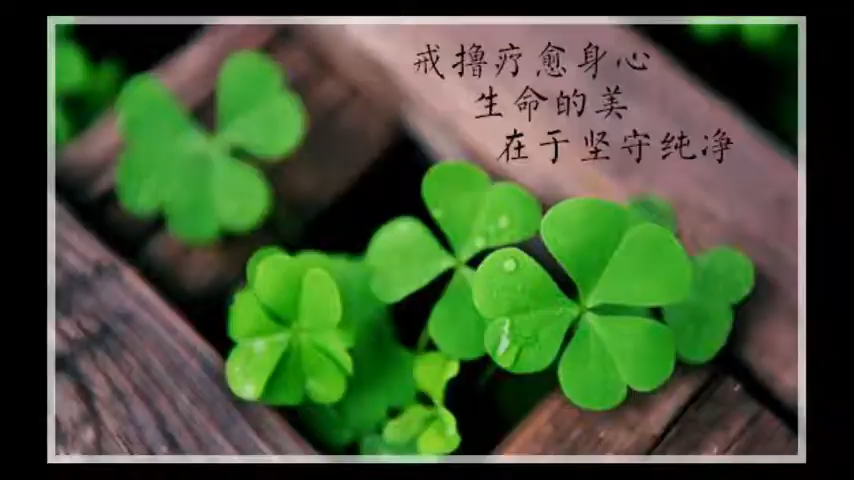 戒撸疗愈身心
生命的美
在于坚守纯净